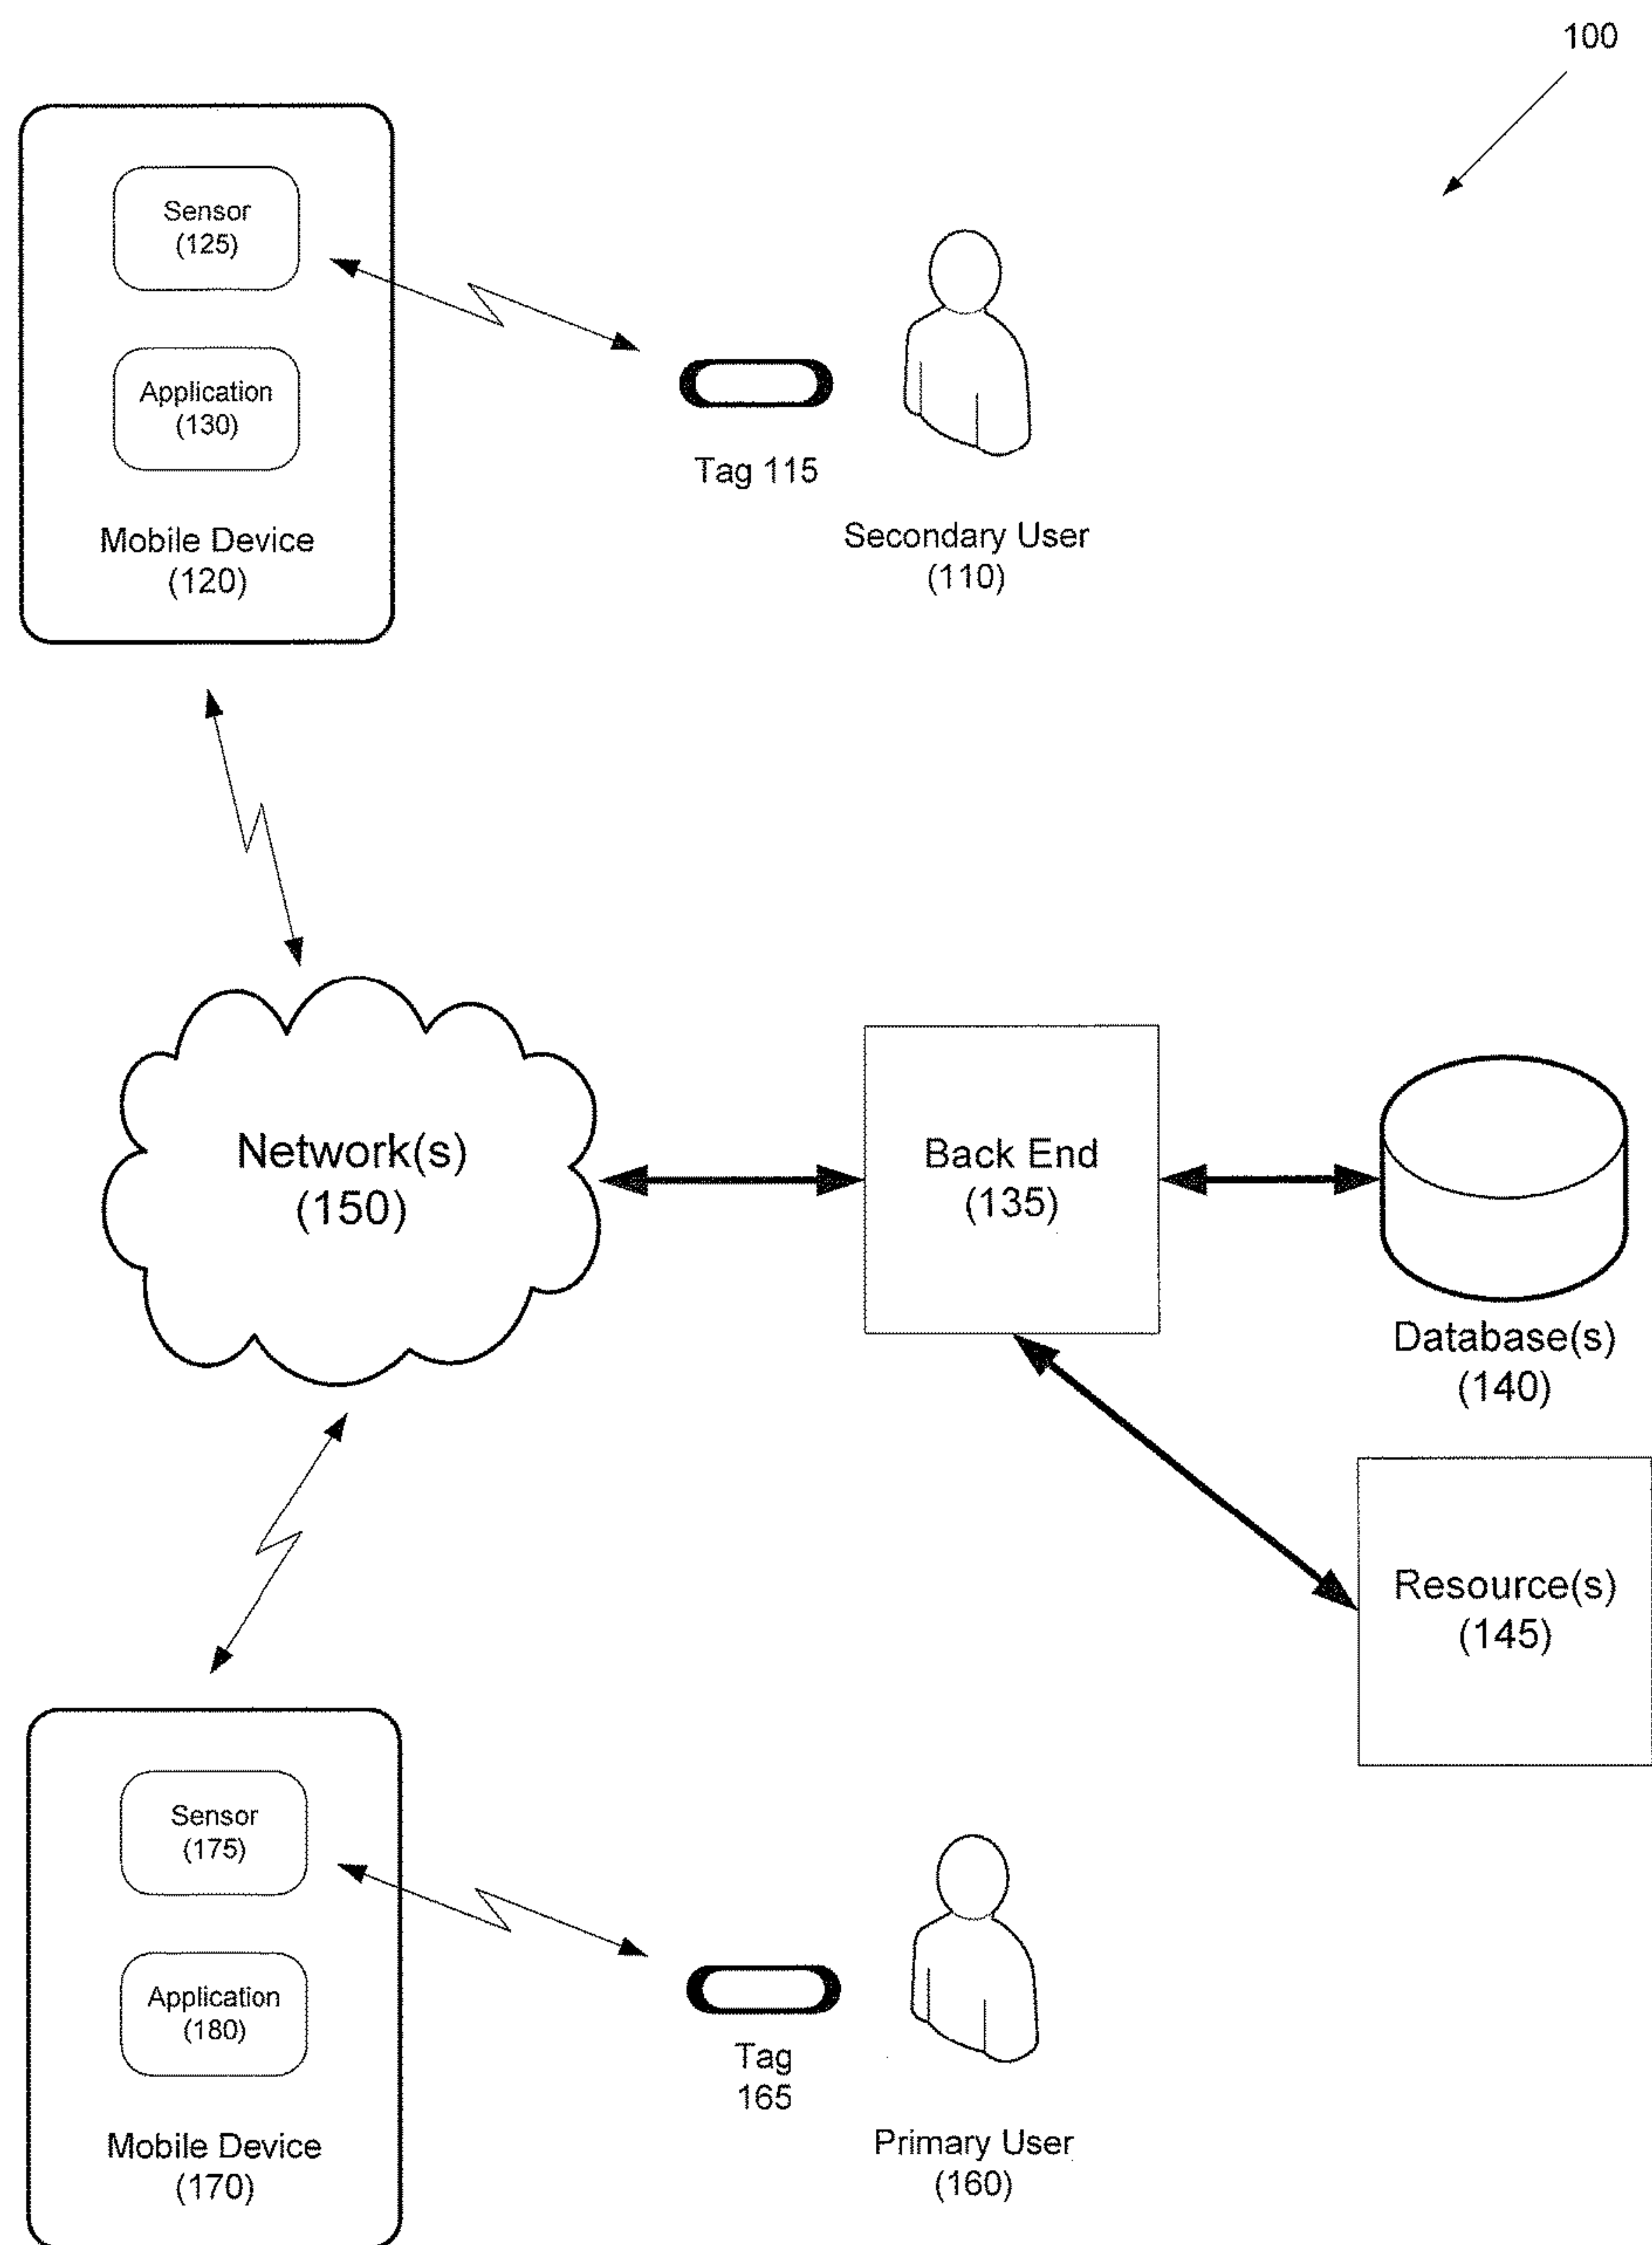 100
Sensor
(125)
Application
(130)
Mobile Device
(120)
Tag 115
Secondary User
(110)
Network(s)
(150)
Back End
(135)
Database(s)
(140)
Resource(s)
(145)
Sensor
(175)
Application
(180)
Mobile Device
(170)
Tag
165
Primary User
(160)